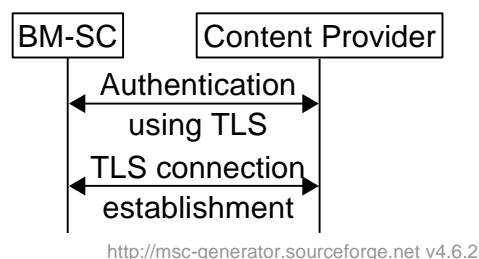 BM-SC
Content Provider
Authentication
using TLS
TLS connection
establishment
http://msc-generator.sourceforge.net v4.6.2